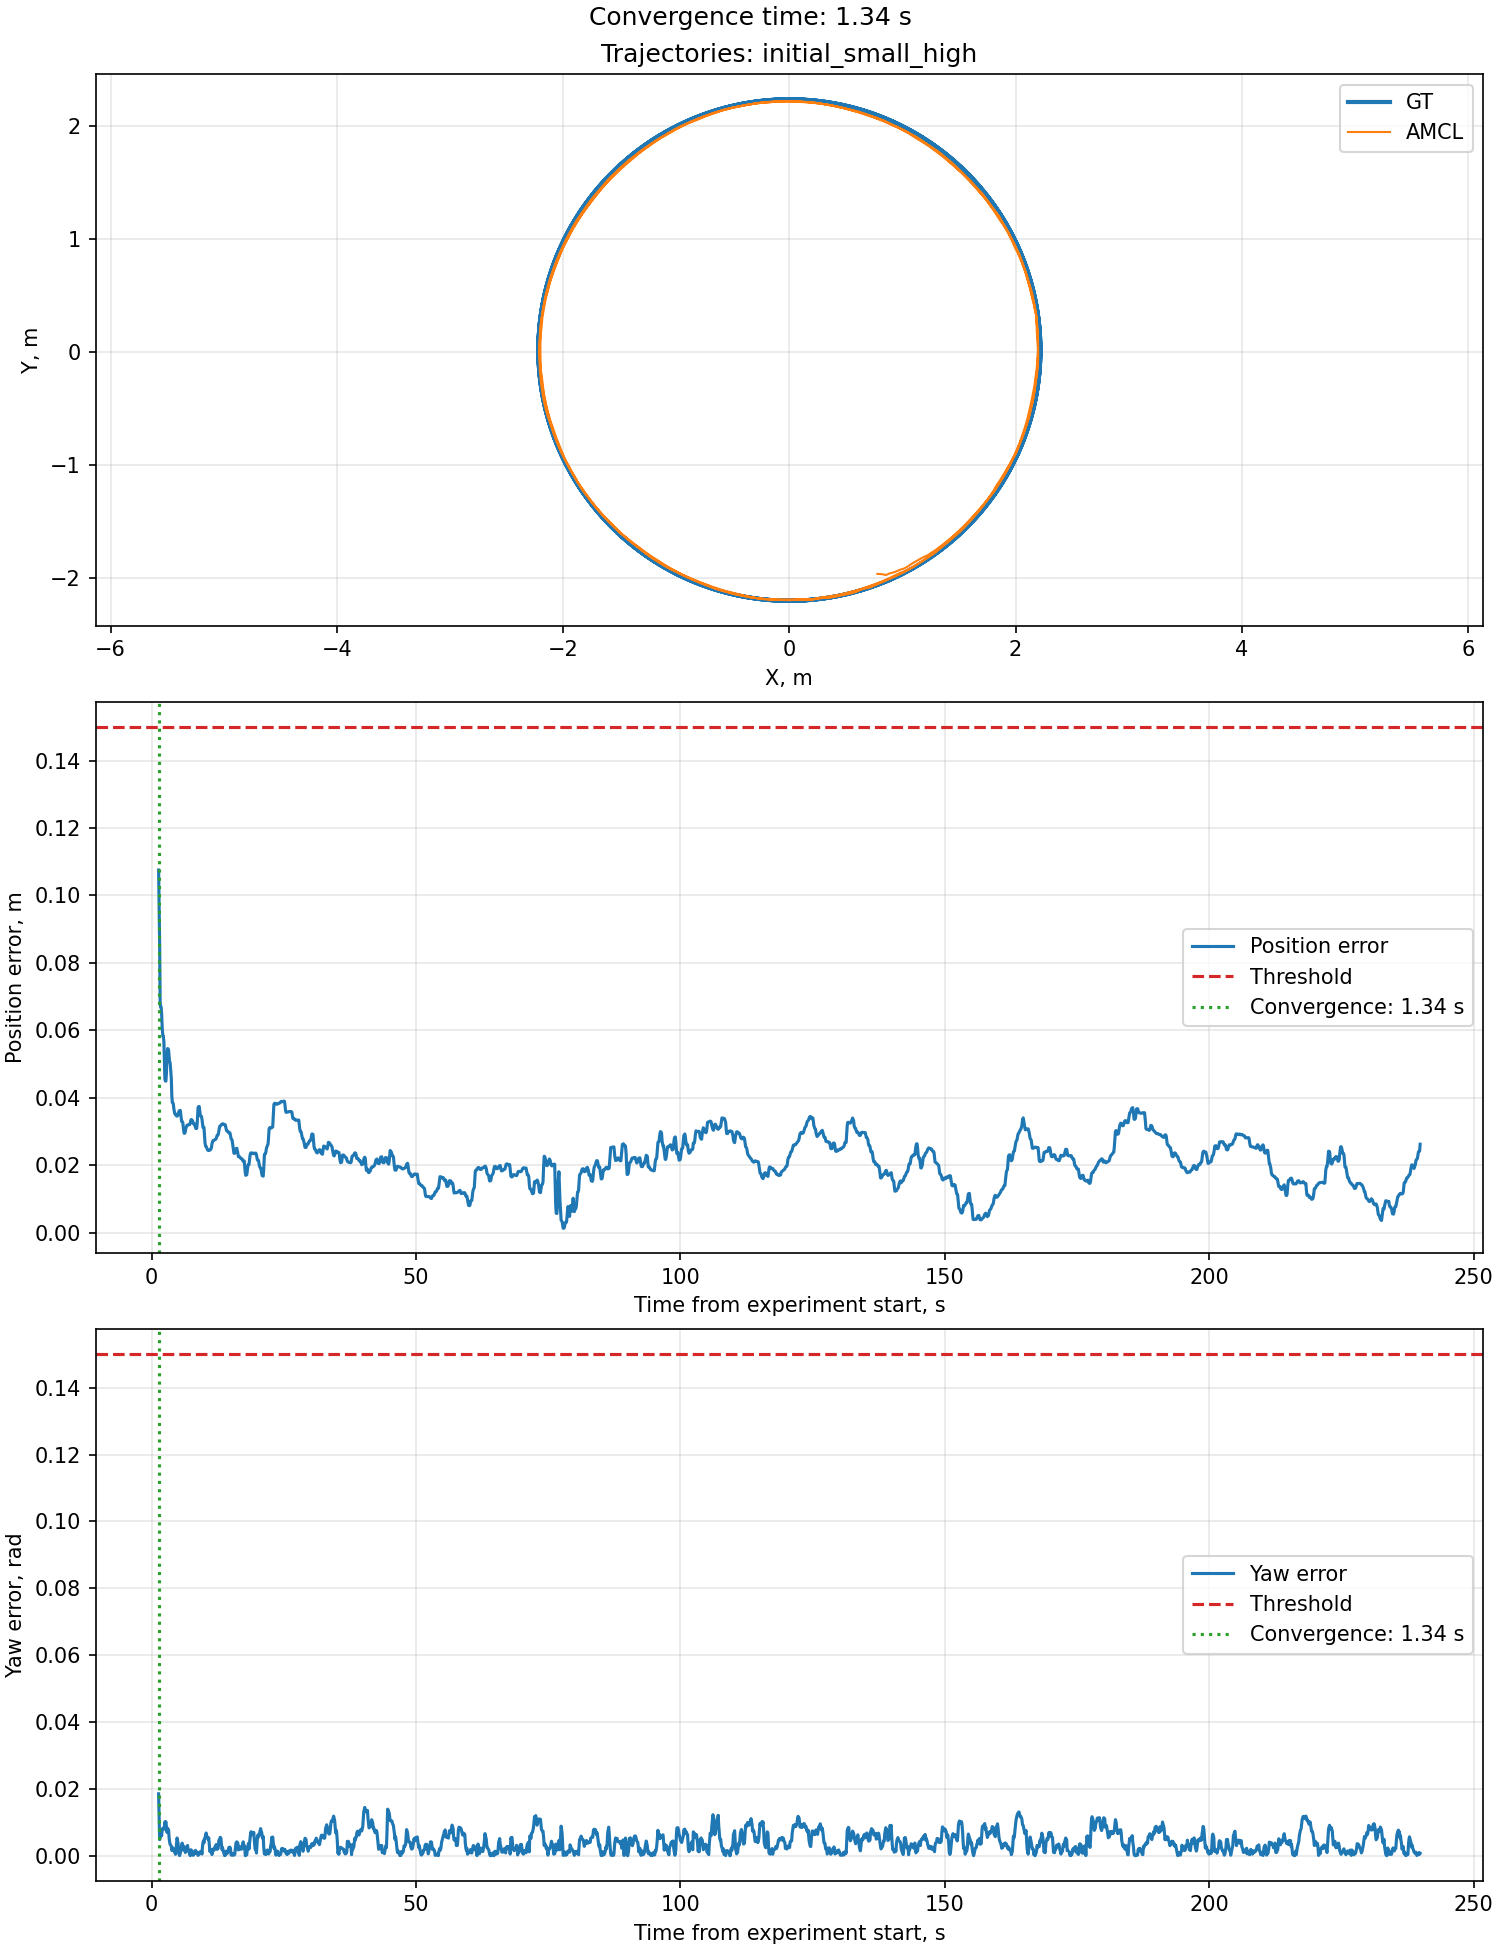 Convergence time: 1.34 s
Trajectories: initial_small_high
GT
AMCL
2
1
0
−1
−2
Y, m
−6
−4
−2
0
2
4
6
X, m
0.14
0.12
0.10
0.08
0.06
0.04
0.02
0.00
Position error, m
Position error
Threshold
Convergence: 1.34 s
0
50
100
150
200
250
Time from experiment start, s
0.14
0.12
0.10
0.08
0.06
0.04
0.02
0.00
Yaw error, rad
Yaw error
Threshold
Convergence: 1.34 s
0
50
100
150
200
250
Time from experiment start, s